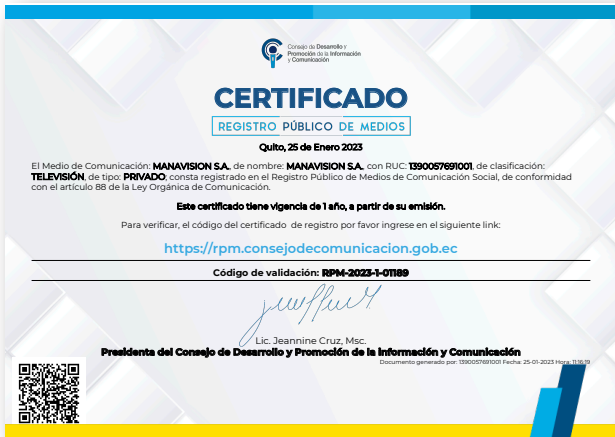 Consejo de Desarrollo y
Promoción de la Información
y Comunicación
CERTIFICADO
REGISTRO PÚBLICO DE MEDIOS
Quito, 25 de Enero 2023
El Medio de Comunicación: MANAVISION S.A., de nombre: MANAVISION S.A., con RUC: 1390057691001, de clasificación:
TELEVISIÓN, de tipo: PRIVADO; consta registrado en el Registro Público de Medios de Comunicación Social, de conformidad
con el artículo 88 de la Ley Orgánica de Comunicación.
Este certificado tiene vigencia de 1 año, a partir de su emisión.
Para verificar, el código del certificado de registro por favor ingrese en el siguiente link:
https://rpm.consejodecomunicacion.gob.ec
Código de validación: RPM-2023-1-01189
Lic. Jeannine Cruz, Msc.
Presidenta del Consejo de Desarrollo y Promoción de la Información y Comunicación
Documento generado por: 1390057691001 Fecha: 25-01-2023 Hora: 11:16:19